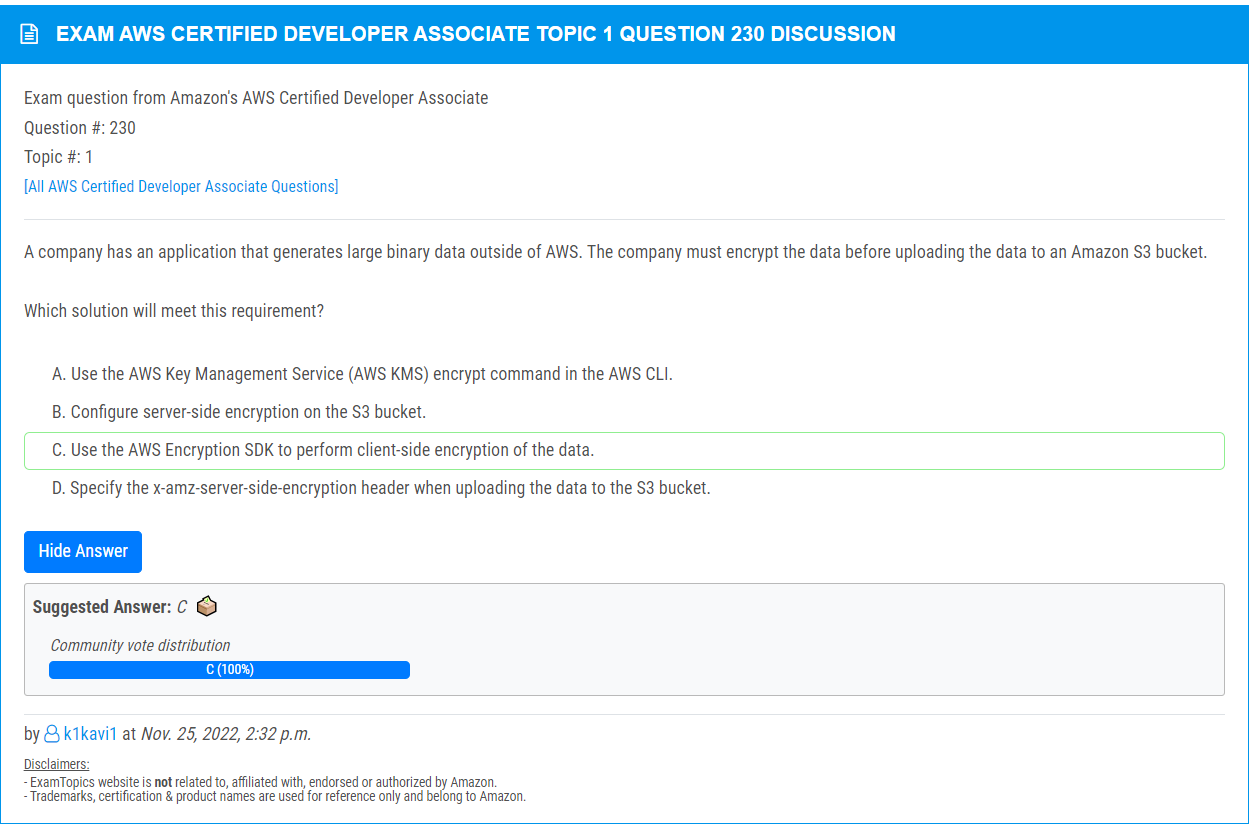 EXAM AWS CERTIFIED DEVELOPER ASSOCIATE TOPIC 1 QUESTION 230 DISCUSSION
Exam question from Amazon's AWS Certified Developer Associate
Question #: 230
Topic #: 1
[All AWS Certified Developer Associate Questions]
A company has an application that generates large binary data outside of AWS. The company must encrypt the data before uploading the data to an Amazon S3 bucket.
Which solution will meet this requirement?
A. Use the AWS Key Management Service (AWS KMS) encrypt command in the AWS CLI.
B. Configure server-side encryption on the S3 bucket.
C. Use the AWS Encryption SDK to perform client-side encryption of the data.
D. Specify the x-amz-server-side-encryption header when uploading the data to the S3 bucket.
Hide Answer
Suggested Answer: C
Community vote distribution
C (100%)
by k1kavi1 at Nov. 25, 2022, 2:32 p.m.
Disclaimers:
- ExamTopics website is not related to, affiliated with, endorsed or authorized by Amazon.
- Trademarks, certification & product names are used for reference only and belong to Amazon.